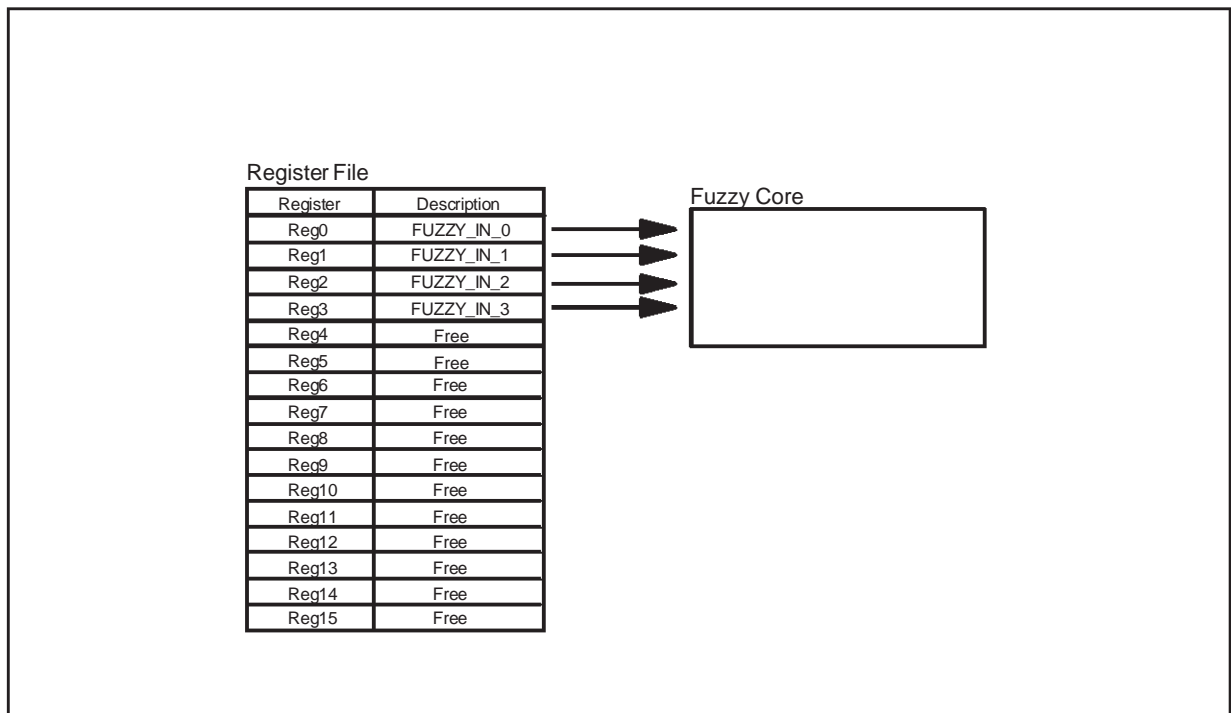 Register File
Fuzzy Core
Register Description
Reg0 FUZZY_IN_0
Reg1 FUZZY_IN_1
Reg2 FUZZY_IN_2
Reg3 FUZZY_IN_3
Reg4 Free
Reg5 Free
Reg6 Free
Reg7 Free
Reg8 Free
Reg9 Free
Reg10 Free
Reg11 Free
Reg12 Free
Reg13 Free
Reg14 Free
Reg15 Free